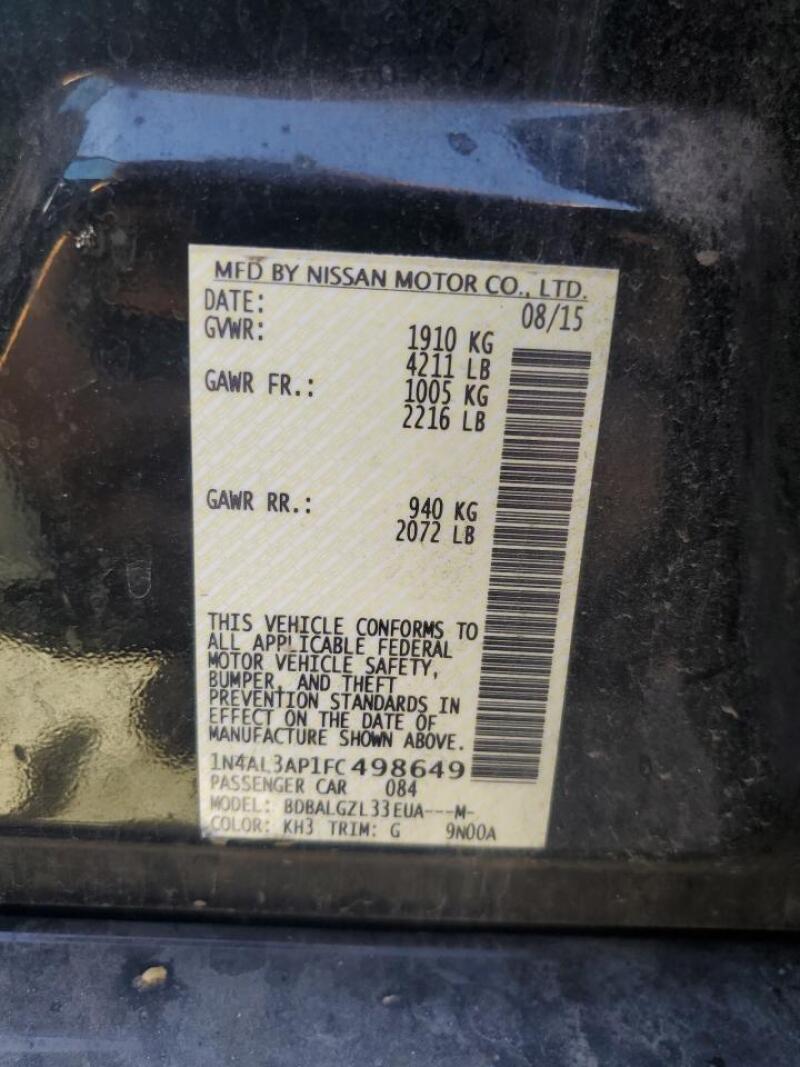 MFD BY NISSAN MOTOR CO., LTD.
DATE: 08/15
GVWR: 1910 KG
4211 LB
GAWR FR.: 1005 KG
2216 LB
GAWR RR.: 940 KG
2072 LB
THIS VEHICLE CONFORMS TO
ALL APPLICABLE FEDERAL
MOTOR VEHICLE SAFETY,
BUMPER, AND THEFT
PREVENTION STANDARDS IN
EFFECT ON THE DATE OF
MANUFACTURE SHOWN ABOVE.
1N4AL3AP1FC498649
PASSENGER CAR 084
MODEL: BDBALGZL33EUA---M-
COLOR: KH3 TRIM: G 9N00A